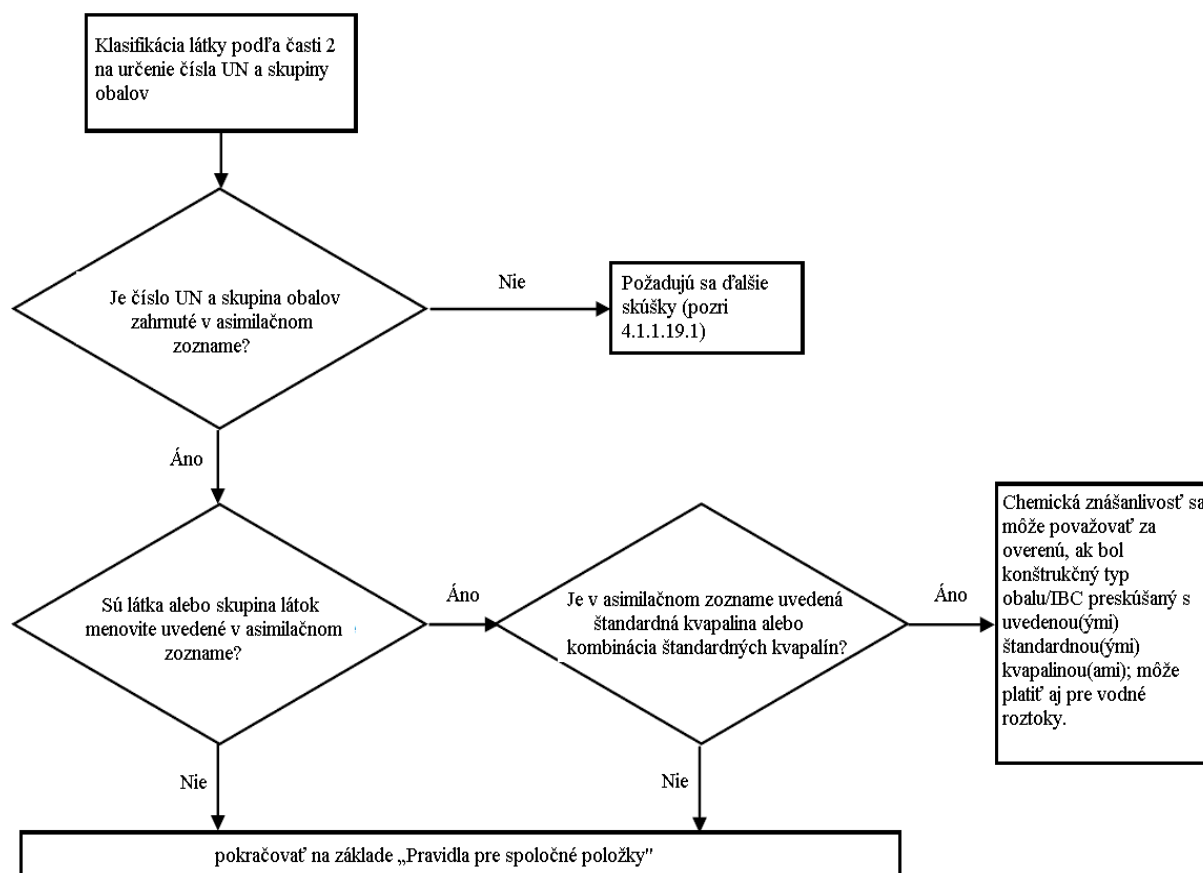 Klasifikácia látky podľa časti 2
na určenie čísla UN a skupiny
obalov
Je číslo UN a skupina obalov
zahrnuté v asimilačnom
zozname?
Nie
Požadujú sa ďalšie
skúšky (pozri
4.1.1.19.1)
Áno
Sú látka alebo skupina látok
menovite uvedené v asimilačnom
zozname?
Áno
Je v asimilačnom zozname uvedená
štandardná kvapalina alebo
kombinácia štandardných kvapalín?
Áno
Chemická znášanlivosť sa
môže považovať za
overenú, ak bol
konštrukčný typ
obalu/IBC preskúšaný s
uvedenou(ými)
štandardnou(ými)
kvapalinou(ami); môže
platiť aj pre vodné
roztoky.
Nie
Nie
pokračovať na základe „Pravidla pre spoločné položky"